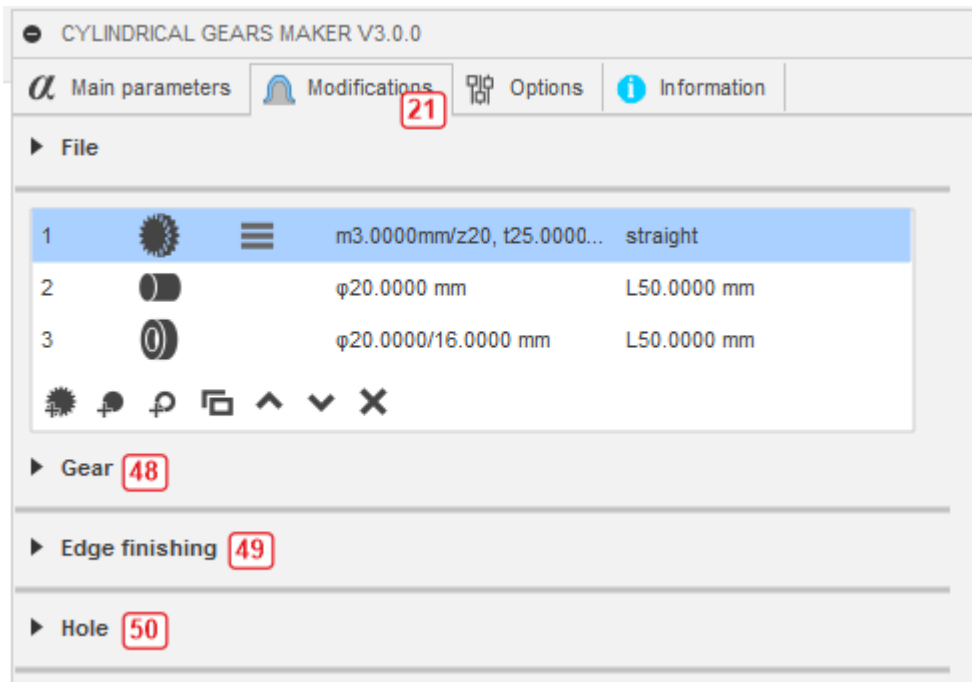 CYLINDRICAL GEARS MAKER V3.0.0
Main parameters Modifications Options Information
21
File
1 m3.0000mm/z20, t25.0000... straight
2 φ20.0000 mm L50.0000 mm
3 φ20.0000/16.0000 mm L50.0000 mm
Gear 48
Edge finishing 49
Hole 50